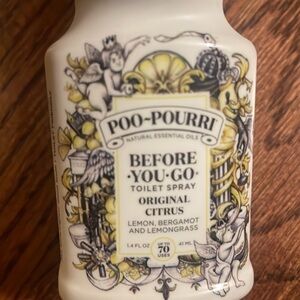 POO~POURRI
NATURAL ESSENTIAL OILS
BEFORE
·YOU·GO®
TOILET SPRAY
ORIGINAL
CITRUS
LEMON, BERGAMOT
AND LEMONGRASS
1.4 FL OZ UP TO 70 USES 41 ML